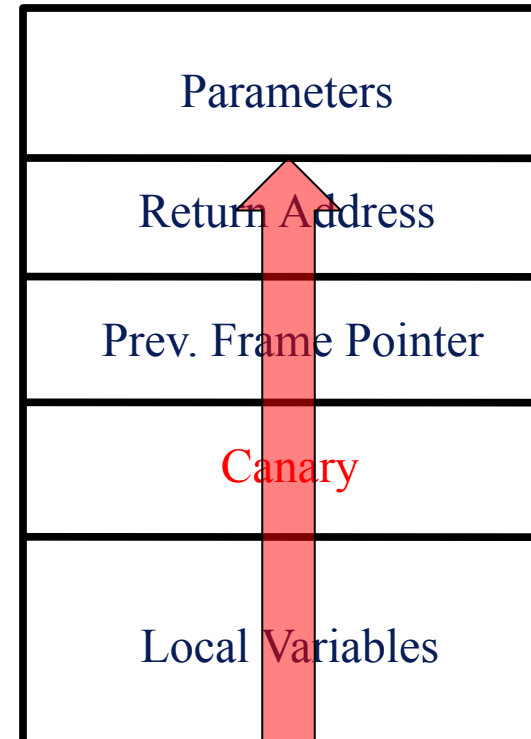 Parameters
Return Address
Prev. Frame Pointer
Canary
Local Variables